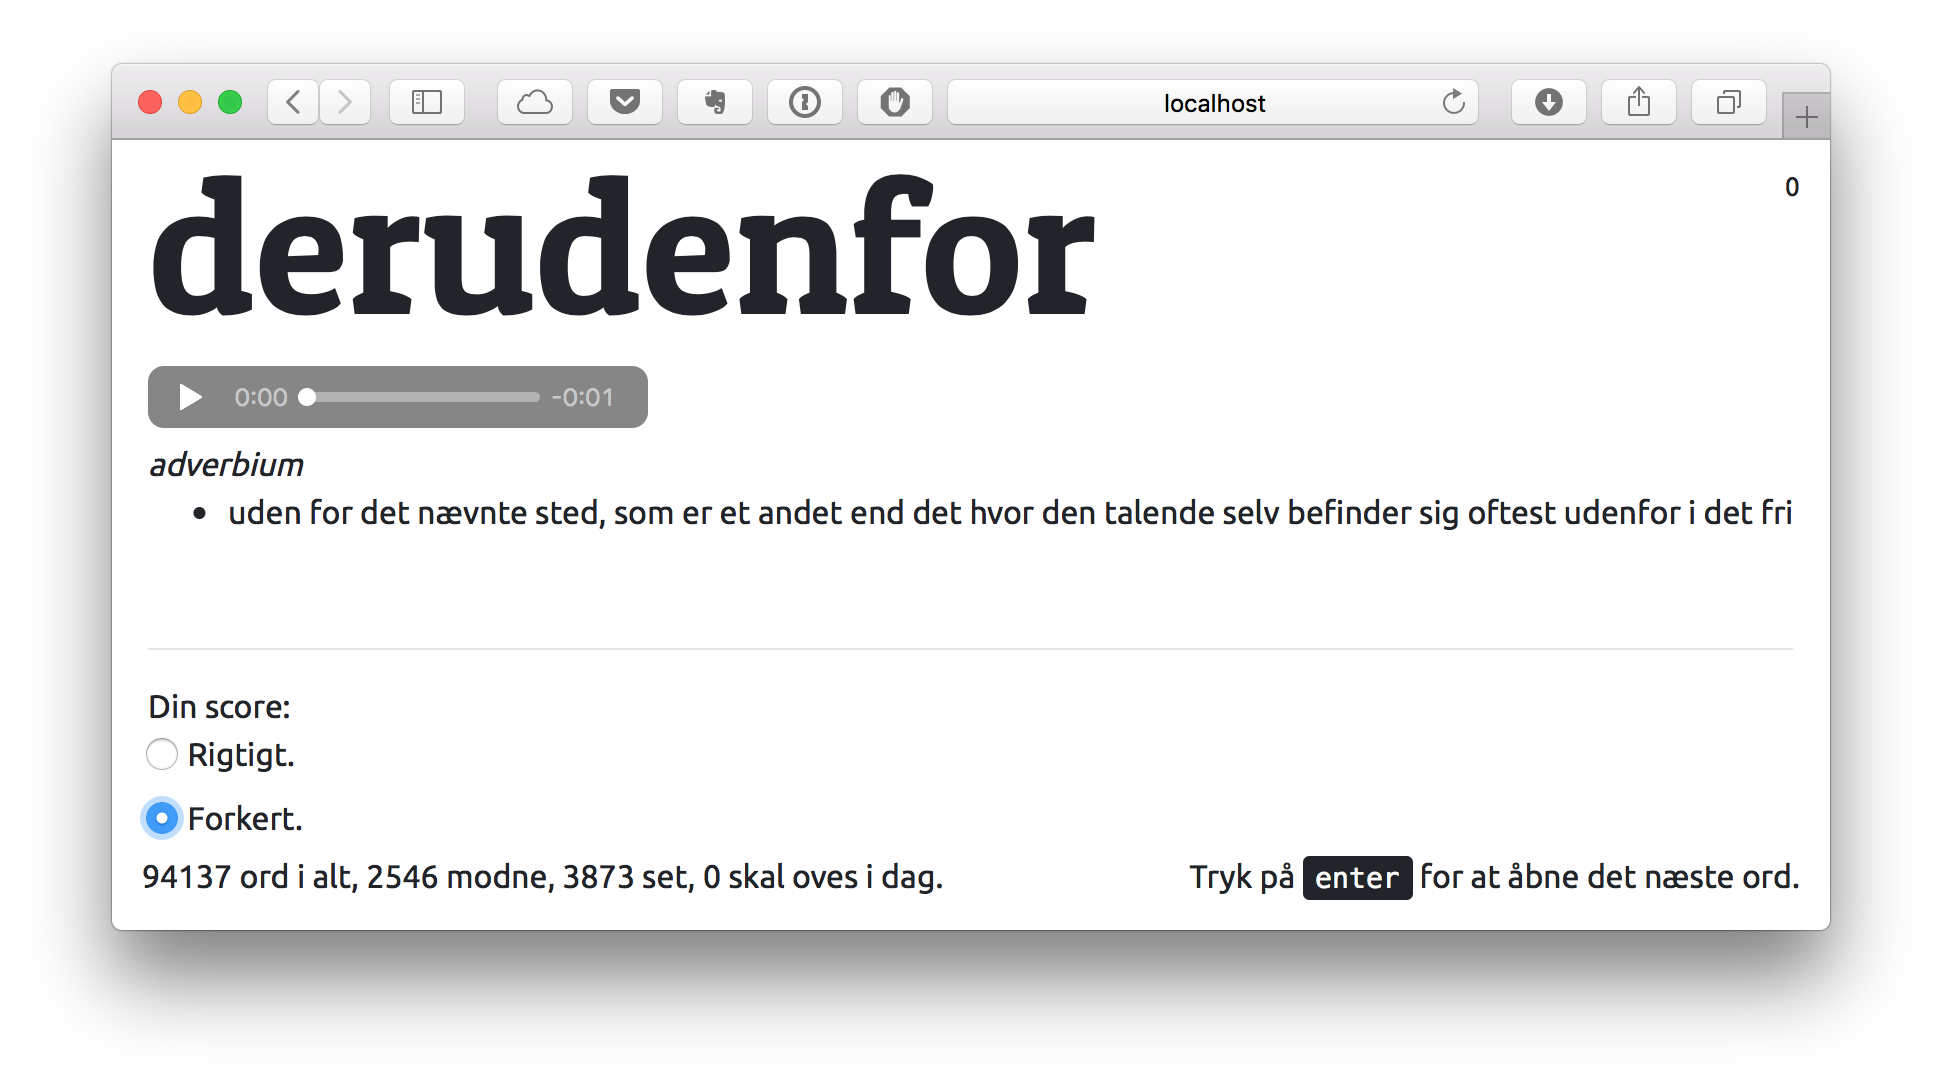 localhost
derudenfor
0
0:00 -0:01
adverbium
• uden for det nævnte sted, som er et andet end det hvor den talende selv befinder sig oftest udenfor i det fri
Din score:
Rigtigt.
Forkert.
94137 ord i alt, 2546 modne, 3873 set, 0 skal oves i dag.
Tryk på enter for at åbne det næste ord.